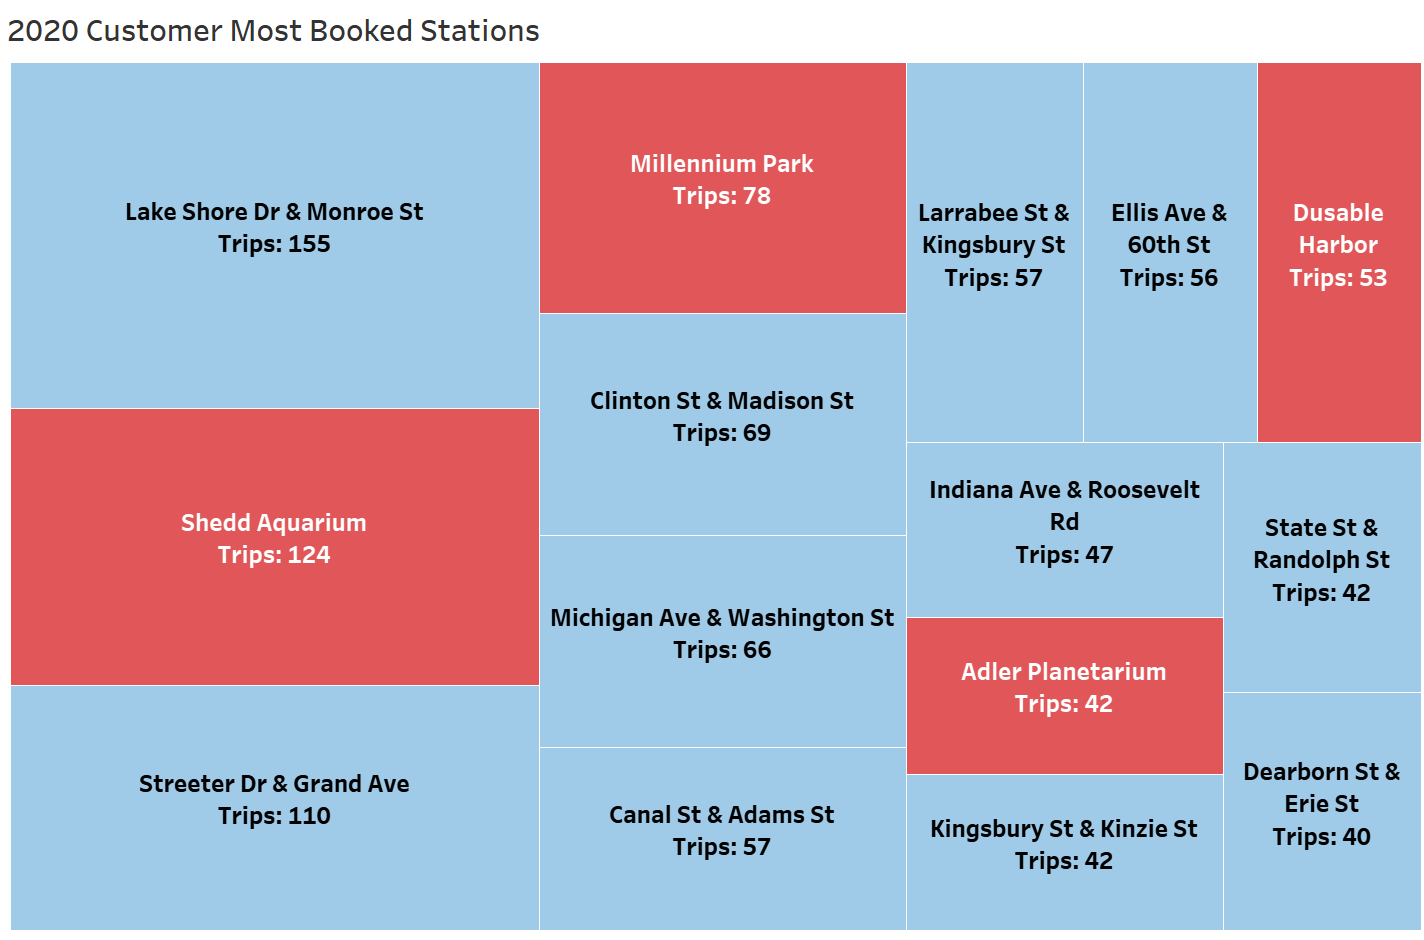 2020 Customer Most Booked Stations
Lake Shore Dr & Monroe St
Trips: 155
Shedd Aquarium
Trips: 124
Streeter Dr & Grand Ave
Trips: 110
Millennium Park
Trips: 78
Clinton St & Madison St
Trips: 69
Michigan Ave & Washington St
Trips: 66
Canal St & Adams St
Trips: 57
Larrabee St &
Kingsbury St
Trips: 57
Ellis Ave &
60th St
Trips: 56
Dusable
Harbor
Trips: 53
Indiana Ave & Roosevelt
Rd
Trips: 47
Adler Planetarium
Trips: 42
Kingsbury St & Kinzie St
Trips: 42
State St &
Randolph St
Trips: 42
Dearborn St &
Erie St
Trips: 40